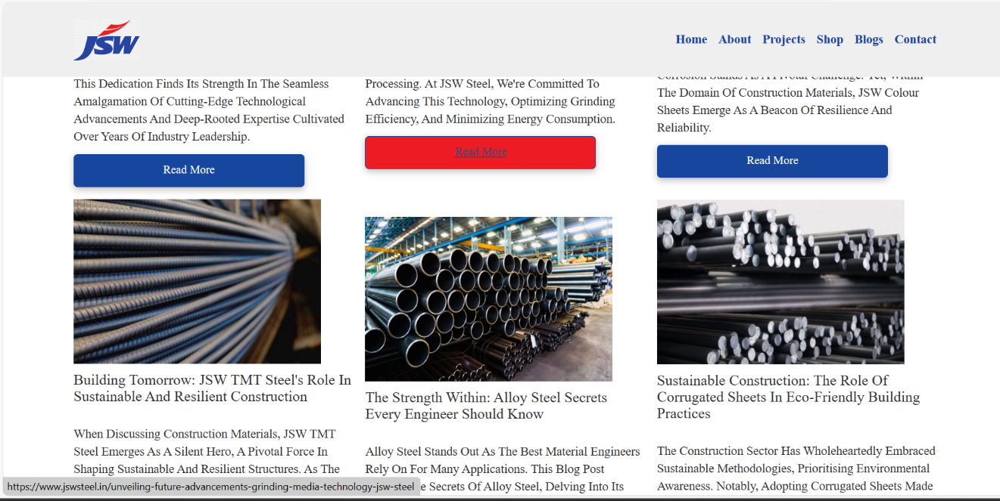 JSW
Home About Projects Shop Blogs Contact
This Dedication Finds Its Strength In The Seamless
Amalgamation Of Cutting-Edge Technological
Advancements And Deep-Rooted Expertise Cultivated
Over Years Of Industry Leadership.
Read More
Processing. At JSW Steel, We're Committed To
Advancing This Technology, Optimizing Grinding
Efficiency, And Minimizing Energy Consumption.
Read More
Corrosion Stands As A Pivotal Challenge. Yet, Within
The Domain Of Construction Materials, JSW Colour
Sheets Emerge As A Beacon Of Resilience And
Reliability.
Read More
Building Tomorrow: JSW TMT Steel's Role In
Sustainable And Resilient Construction
When Discussing Construction Materials, JSW TMT
Steel Emerges As A Silent Hero, A Pivotal Force In
Shaping Sustainable And Resilient Structures. As The
The Strength Within: Alloy Steel Secrets
Every Engineer Should Know
Alloy Steel Stands Out As The Best Material Engineers
Rely On For Many Applications. This Blog Post
e Secrets Of Alloy Steel, Delving Into Its
Sustainable Construction: The Role Of
Corrugated Sheets In Eco-Friendly Building
Practices
The Construction Sector Has Wholeheartedly Embraced
Sustainable Methodologies, Prioritising Environmental
Awareness. Notably, Adopting Corrugated Sheets Made
https://www.jswsteel.in/unveiling-future-advancements-grinding-media-technology-jsw-steel